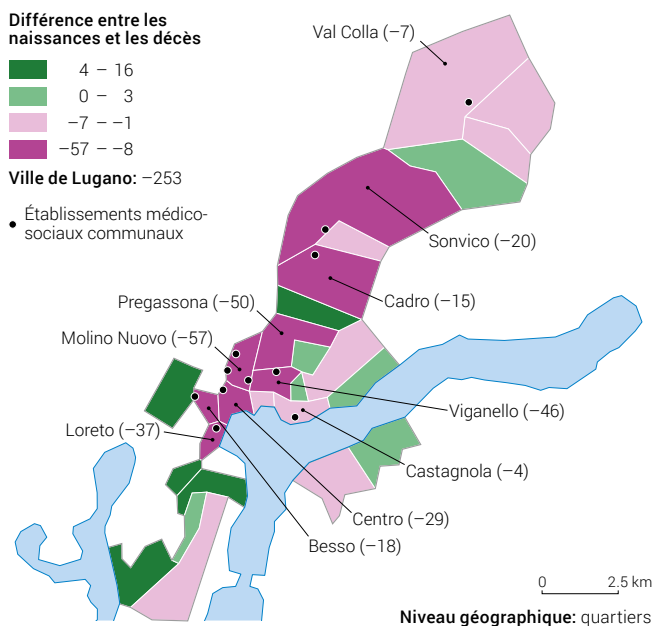 Différence entre les
naissances et les décès
4 – 16
0 – 3
–7 – –1
–57 – –8
Ville de Lugano: –253
Établissements médico-
sociaux communaux
Val Colla (–7)
Sonvico (–20)
Cadro (–15)
Pregassona (–50)
Molino Nuovo (–57)
Viganello (–46)
Loreto (–37)
Castagnola (–4)
Centro (–29)
Besso (–18)
0 2.5 km
Niveau géographique: quartiers